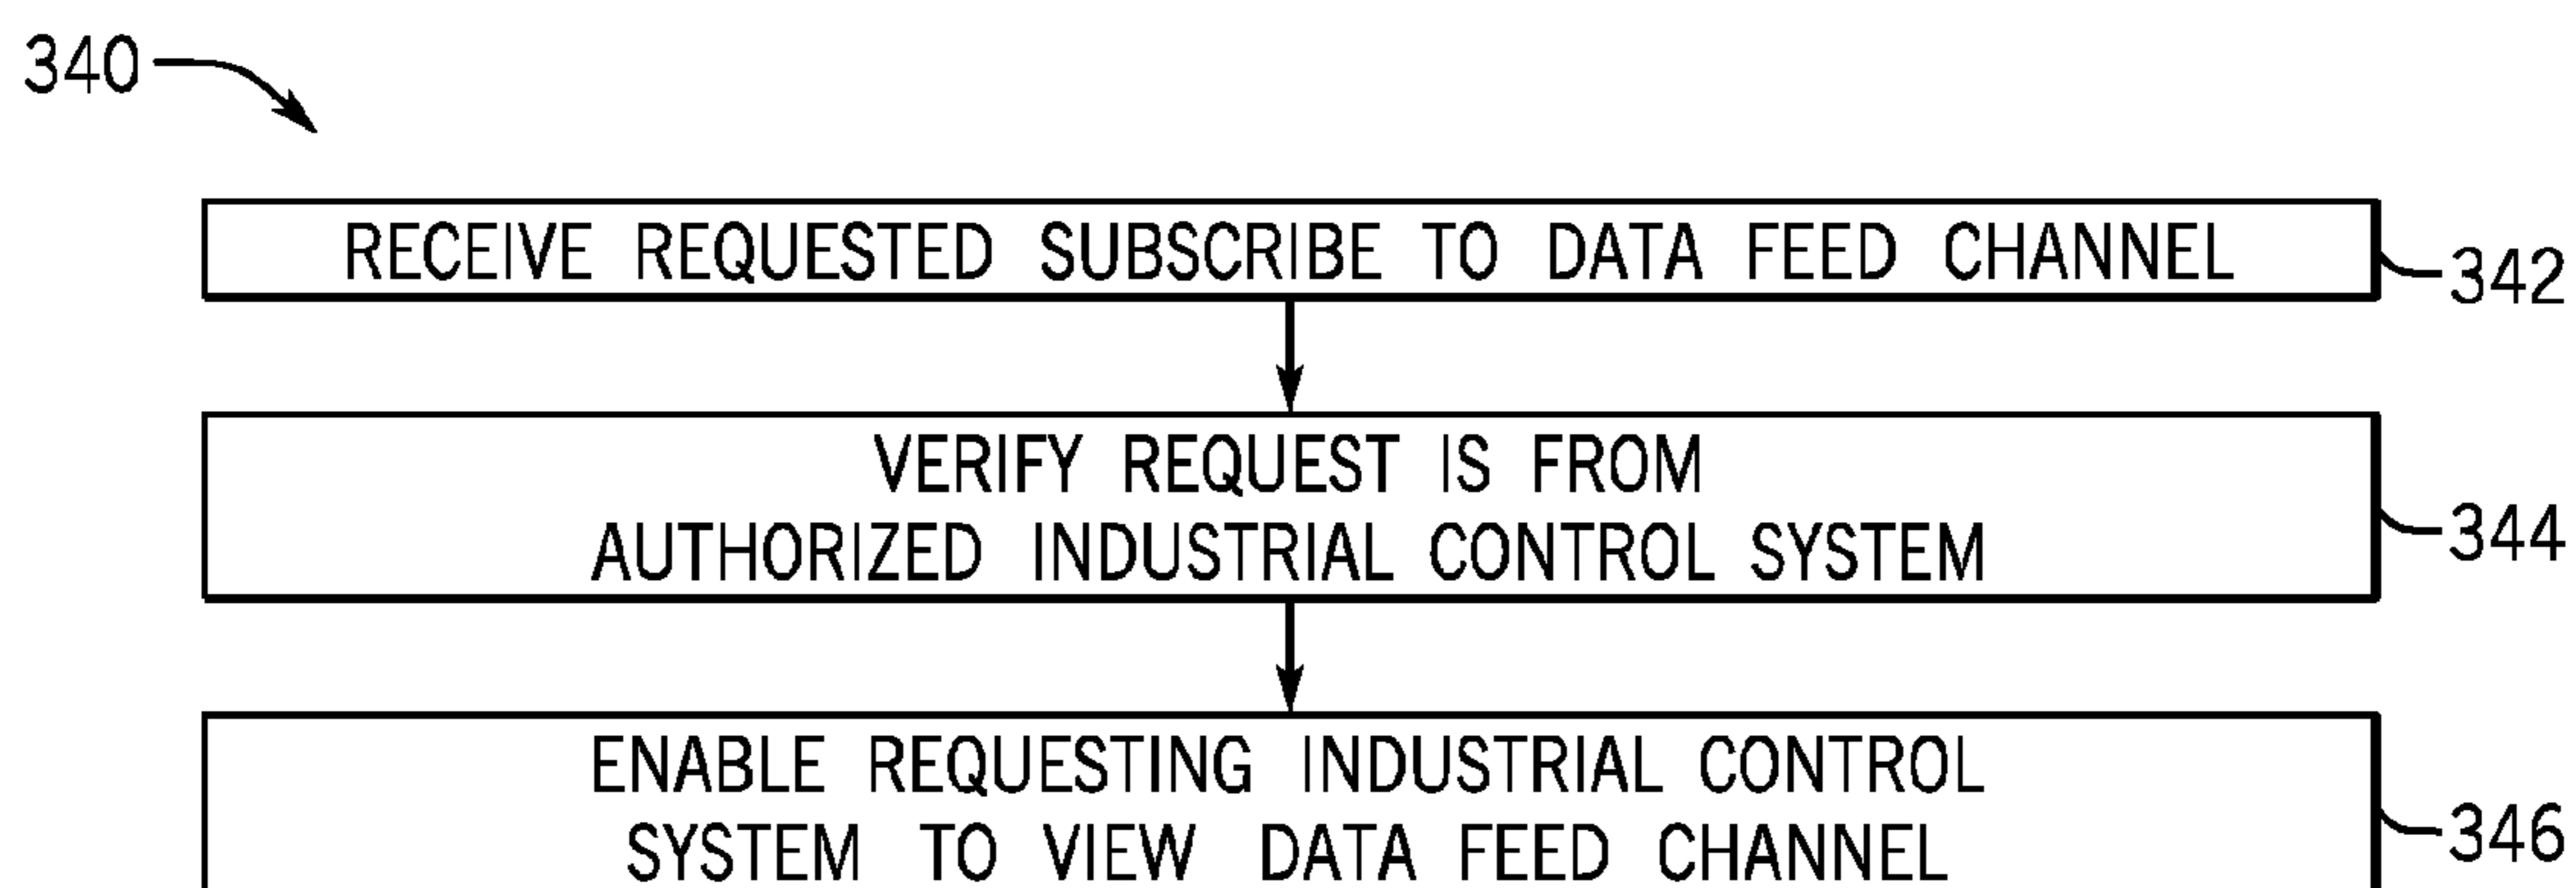 340
RECEIVE REQUESTED SUBSCRIBE TO DATA FEED CHANNEL
342
VERIFY REQUEST IS FROM
AUTHORIZED INDUSTRIAL CONTROL SYSTEM
344
ENABLE REQUESTING INDUSTRIAL CONTROL
SYSTEM TO VIEW DATA FEED CHANNEL
346